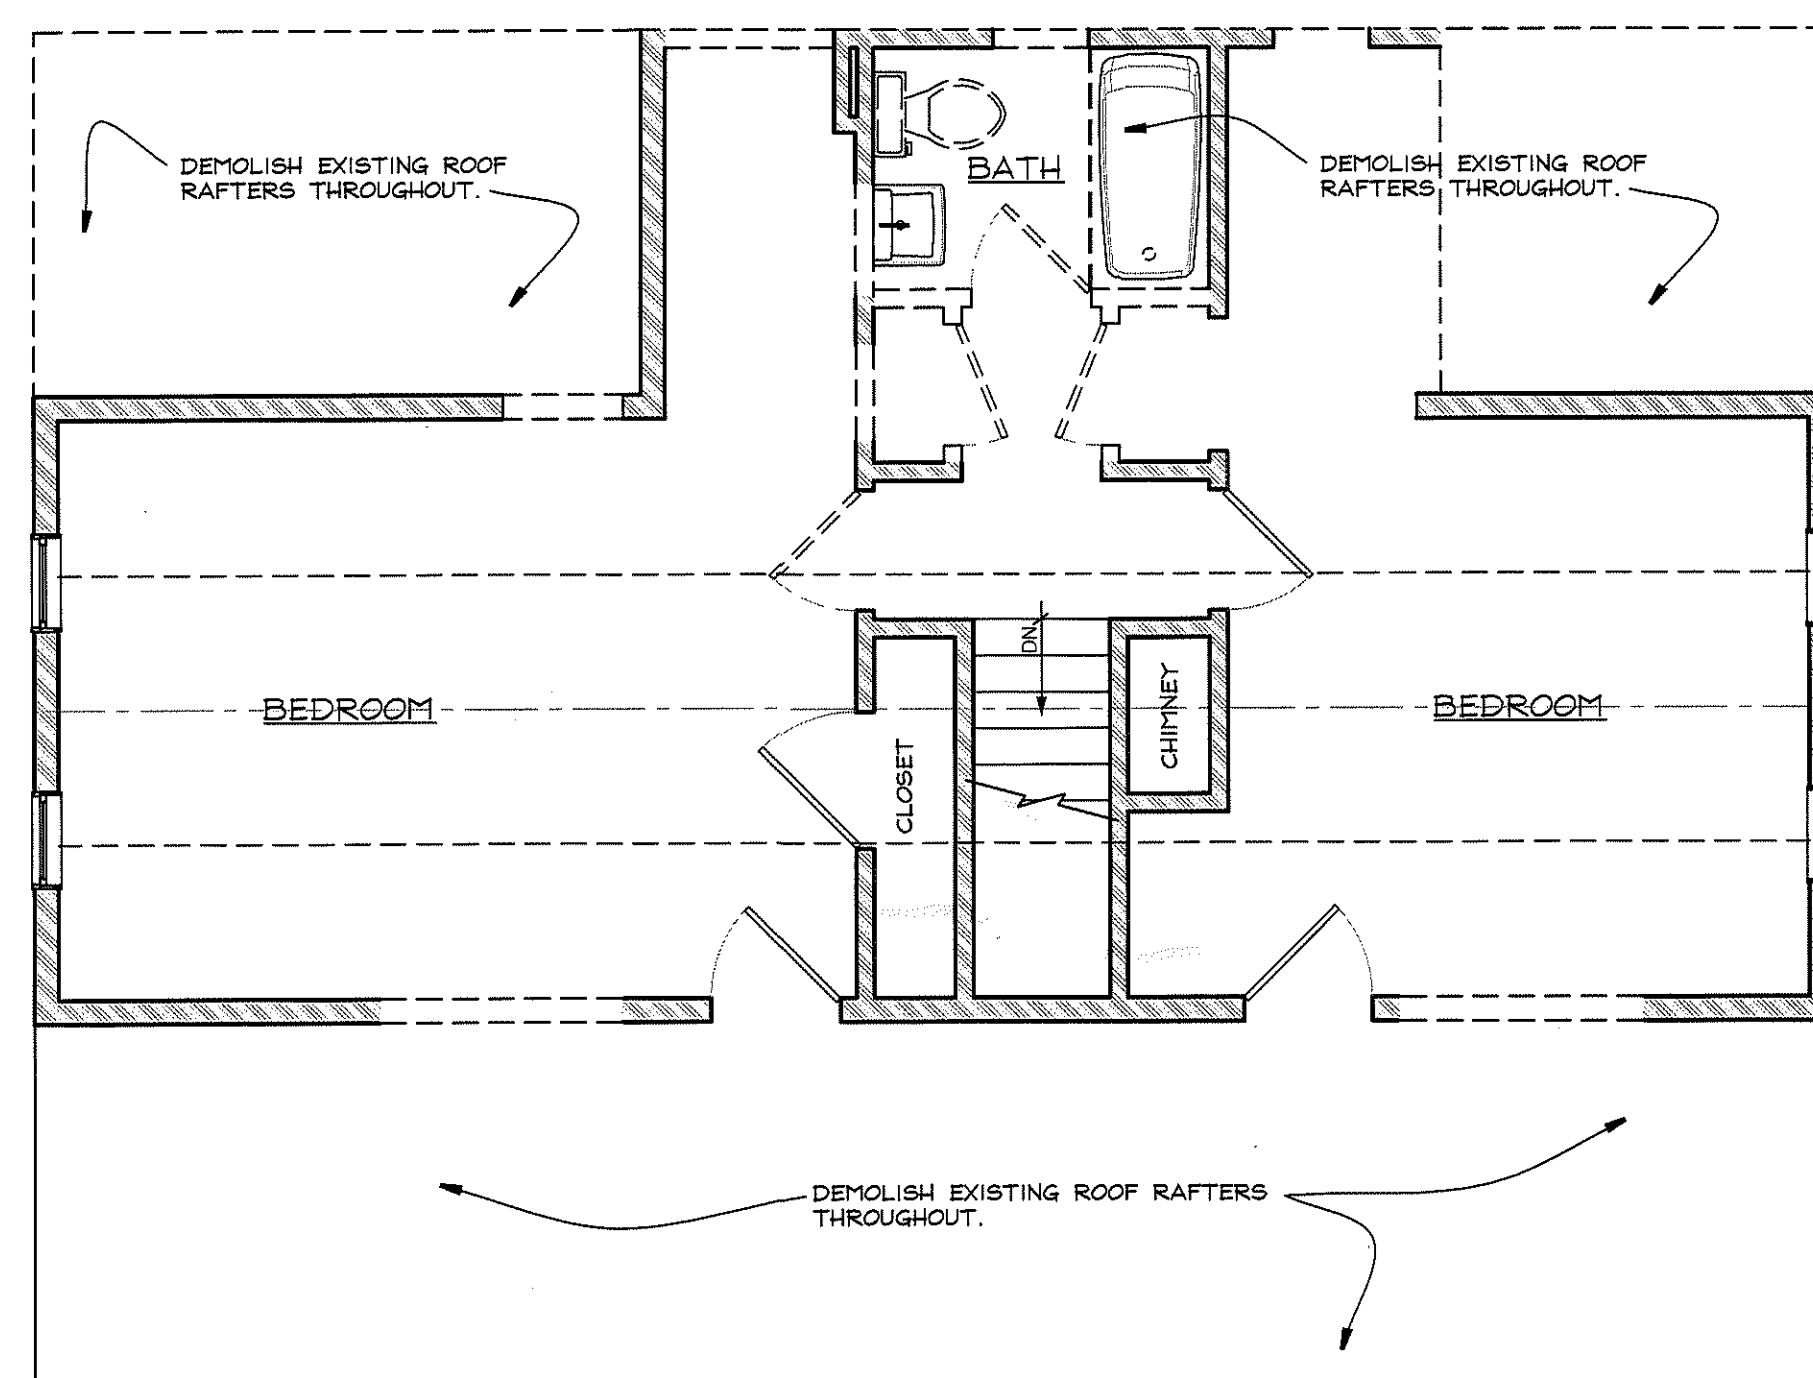 DEMOLISH EXISTING ROOF
RAFTERS THROUGHOUT.
BATH
DEMOLISH EXISTING ROOF
RAFTERS THROUGHOUT.
DN
BEDROOM
CLOSET
CHIMNEY
BEDROOM
DEMOLISH EXISTING ROOF RAFTERS
THROUGHOUT.